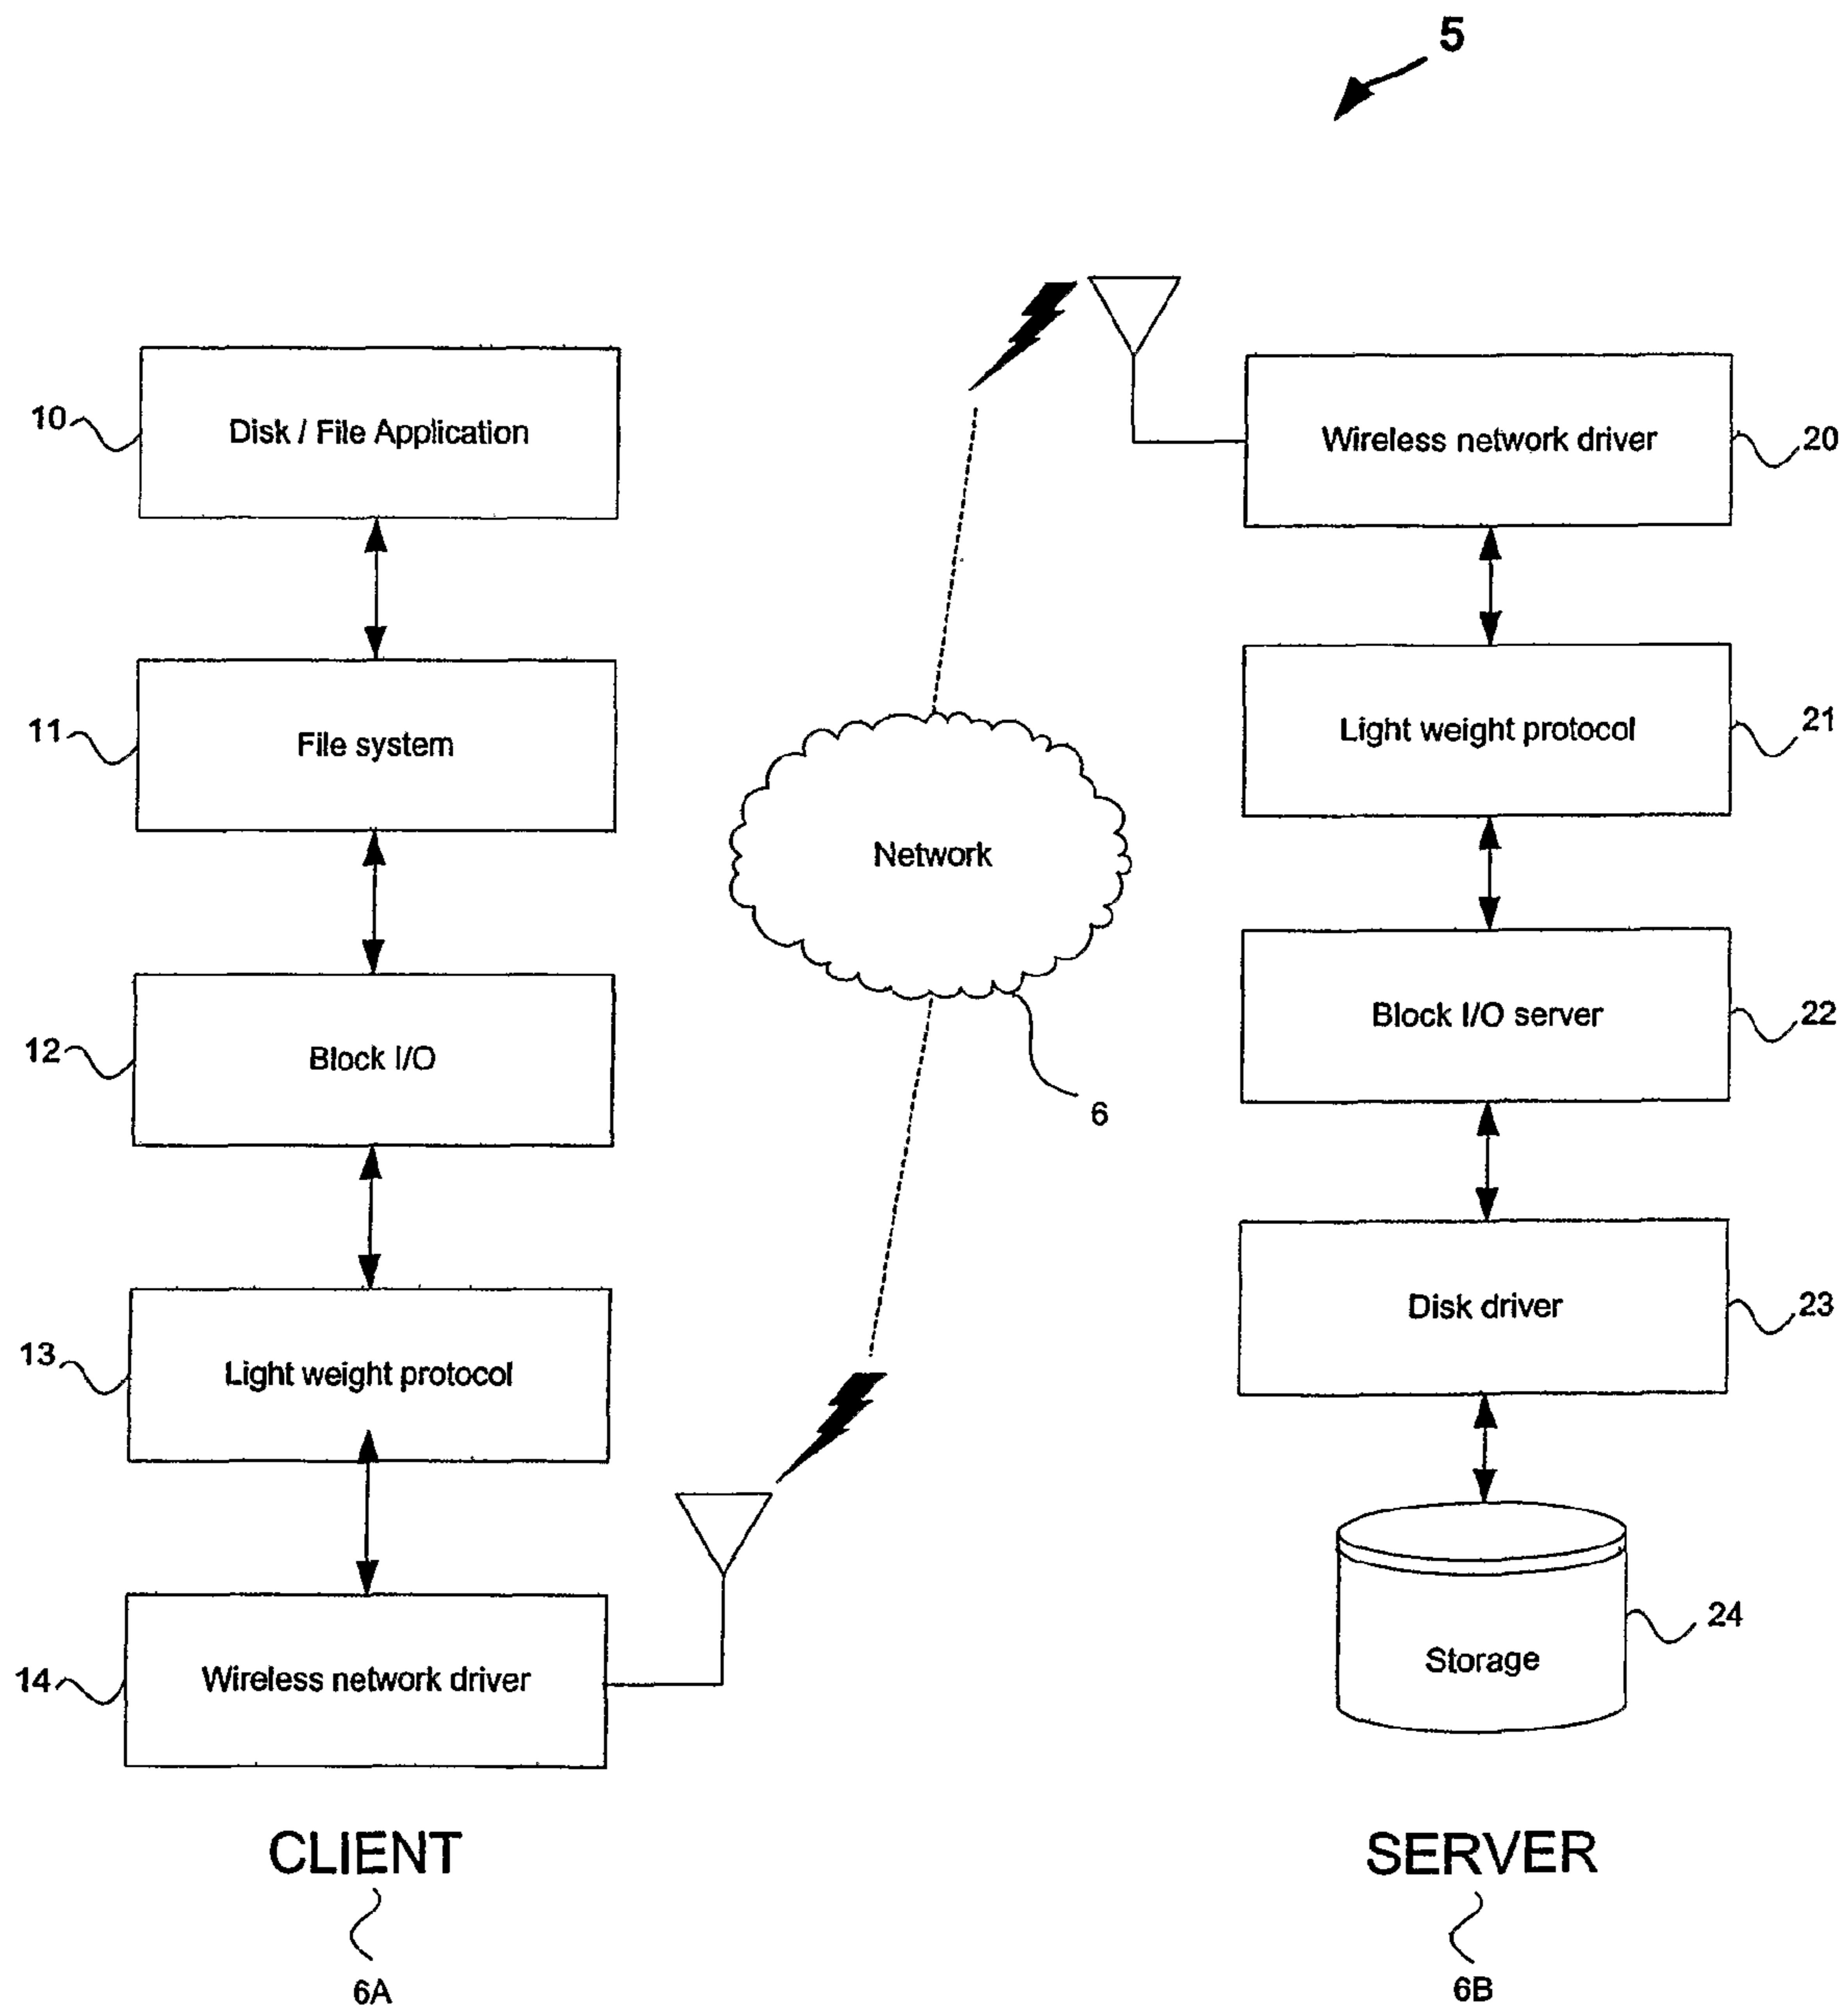 5
10
Disk / File Application
11
File system
12
Block I/O
13
Light weight protocol
14
Wireless network driver
CLIENT
6A
Network
6
Wireless network driver
20
Light weight protocol
21
Block I/O server
22
Disk driver
23
Storage
24
SERVER
6B